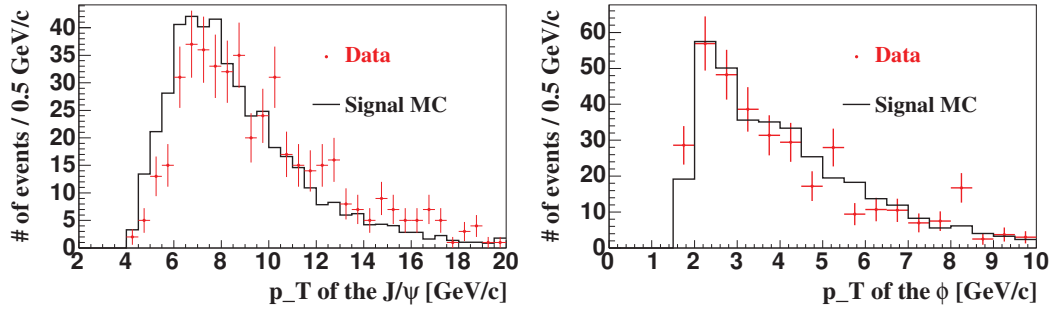 # of events / 0.5 GeV/c
40
35
30
25
20
15
10
5
0
Data
Signal MC
2 4 6 8 10 12 14 16 18 20
p_T of the J/ψ [GeV/c]
# of events / 0.5 GeV/c
60
50
40
30
20
10
0
Data
Signal MC
0 1 2 3 4 5 6 7 8 9 10
p_T of the ϕ [GeV/c]